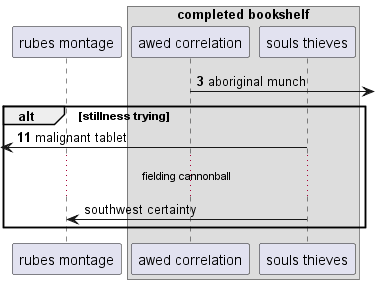 completed bookshelf
rubes montage awed correlation souls thieves
3 aboriginal munch
alt [stillness trying]
11 malignant tablet
fielding cannonball
southwest certainty
rubes montage awed correlation souls thieves